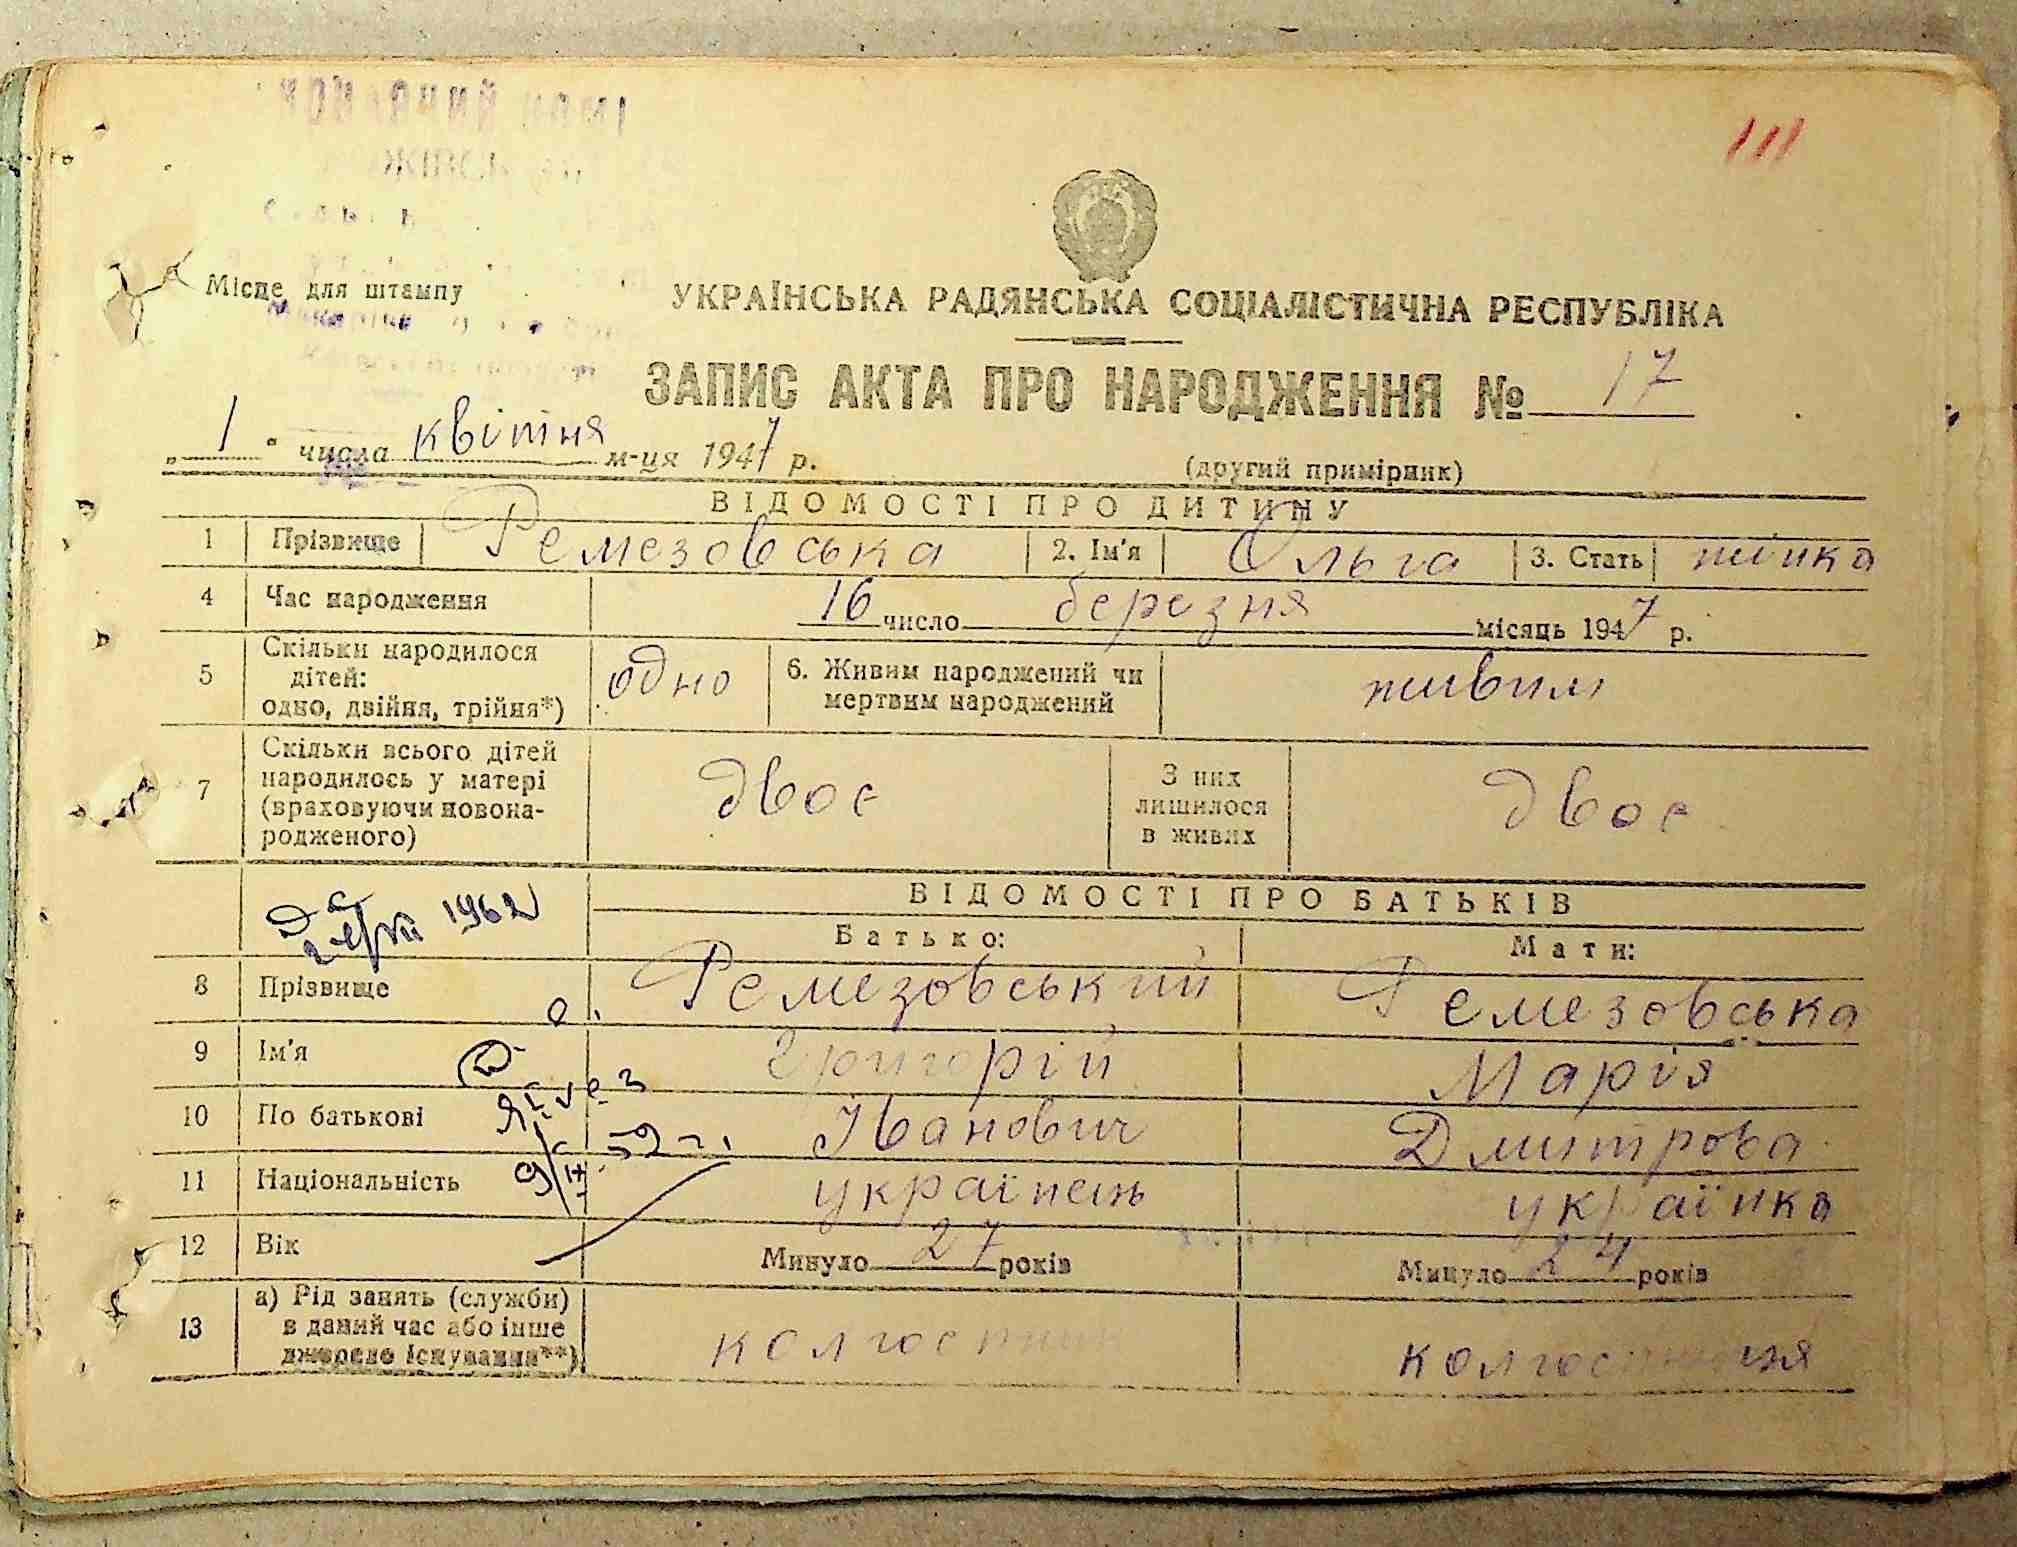 111
Місце для штампу
УКРАЇНСЬКА РАДЯНСЬКА СОЦІАЛІСТИЧНА РЕСПУБЛІКА
ЗАПИС АКТА ПРО НАРОДЖЕННЯ № 17
„ 1 " числа квітня м-ця 1947 р.
(другий примірник)
ВІДОМОСТІ ПРО ДИТИНУ
1 Прізвище Ремезовська 2. Ім'я Ольга 3. Стать жінка
4 Час народження 16 число березня місяць 1947 р.
5 Скільки народилося дітей: одно, двійня, трійня*) одно 6. Живим народжений чи мертвим народжений живим
7 Скільки всього дітей народилось у матері (враховуючи новонародженого) двоє З них лишилося в живих двоє
1962
ВІДОМОСТІ ПРО БАТЬКІВ
Батько: Мати:
8 Прізвище Ремезовський Ремезовська
9 Ім'я Григорій Марія
10 По батькові Іванович Дмитрова
59 г.
11 Національність українець українка
12 Вік Минуло 27 років Минуло 24 років
13 а) Рід занять (служби) в даний час або інше джерело існування**) колгоспник колгоспниця